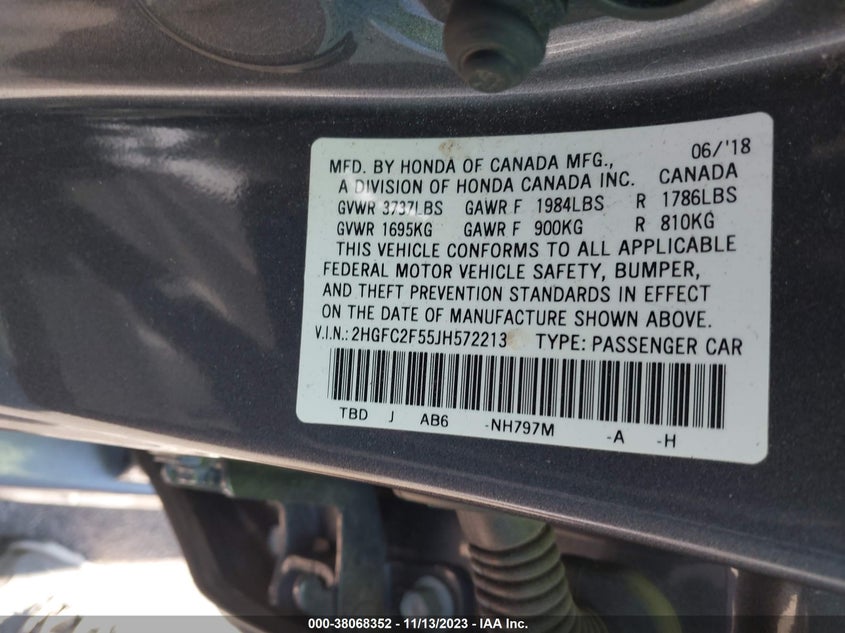 06/'18
MFD. BY HONDA OF CANADA MFG.,
A DIVISION OF HONDA CANADA INC. CANADA
GVWR 3737LBS GAWR F 1984LBS R 1786LBS
GVWR 1695KG GAWR F 900KG R 810KG
THIS VEHICLE CONFORMS TO ALL APPLICABLE
FEDERAL MOTOR VEHICLE SAFETY, BUMPER,
AND THEFT PREVENTION STANDARDS IN EFFECT
ON THE DATE OF MANUFACTURE SHOWN ABOVE.
V.I.N.: 2HGFC2F55JH572213 TYPE: PASSENGER CAR
TBD J AB6 -NH797M -A -H
000-38068352 - 11/13/2023 - IAA Inc.